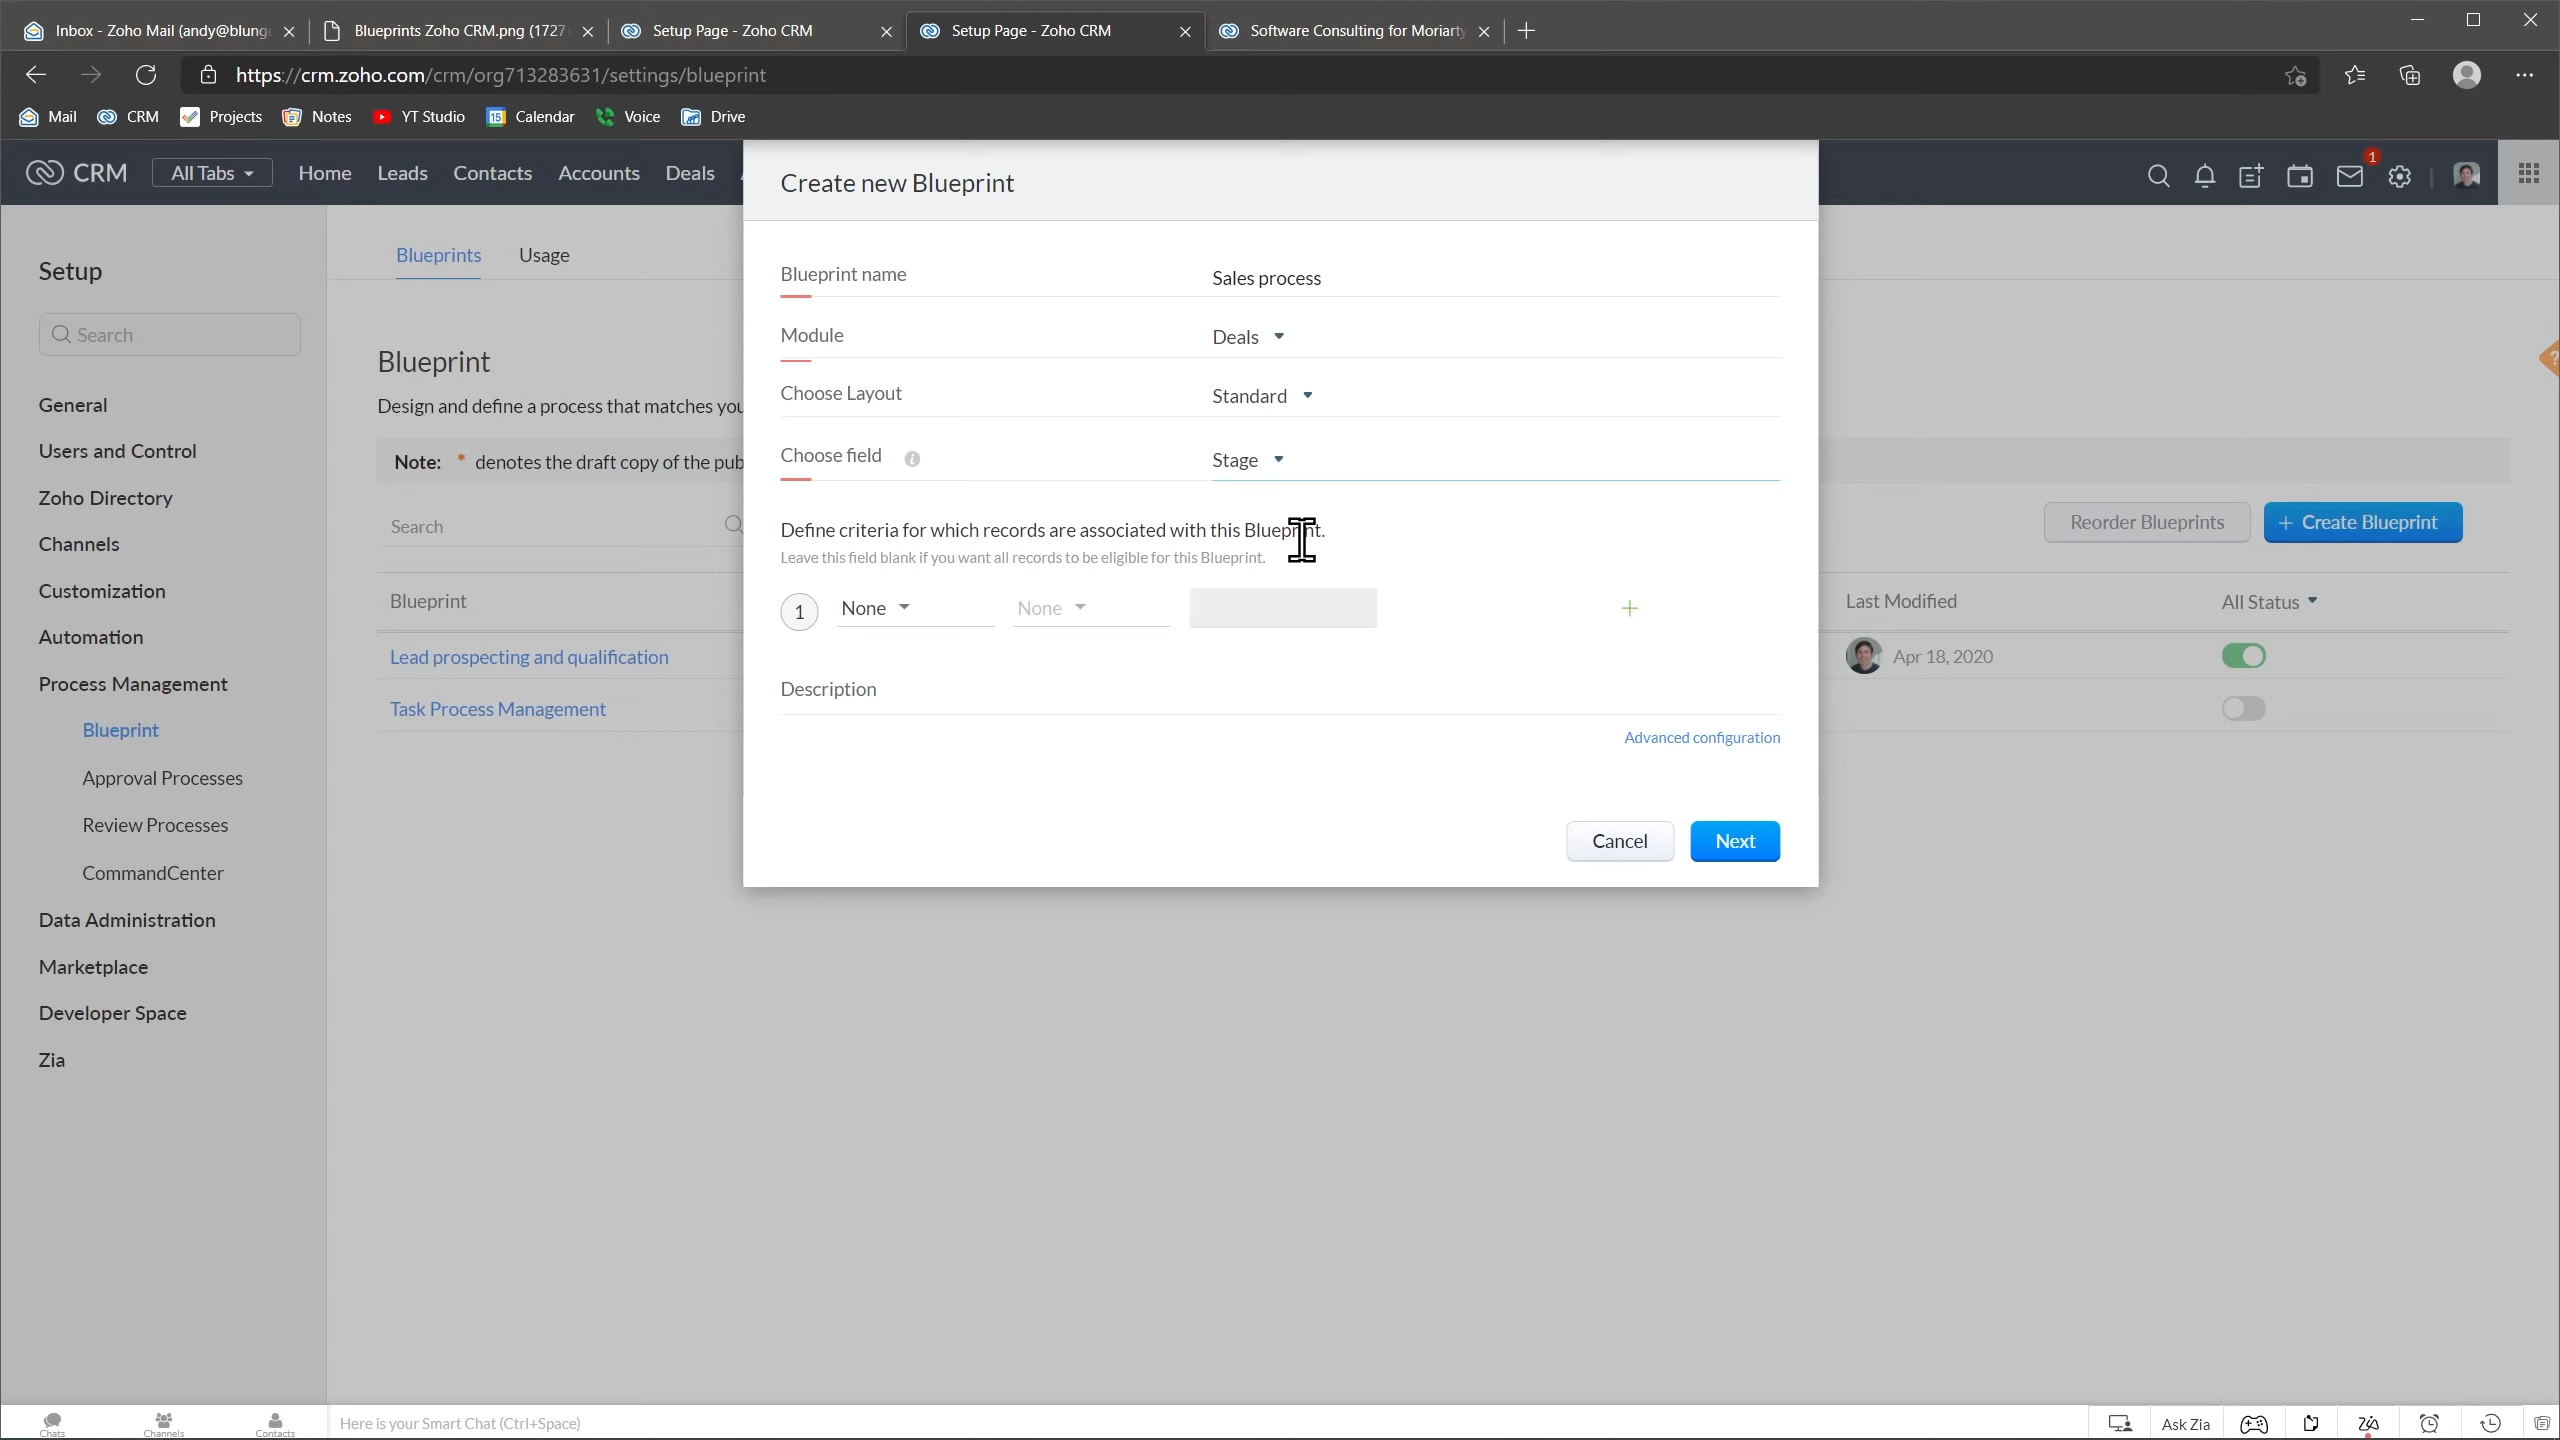 Inbox - Zoho Mail (andy@blung
Blueprints Zoho CRM.png (1727
Setup Page - Zoho CRM
Setup Page - Zoho CRM
Software Consulting for Moriarty
https://crm.zoho.com/crm/org713283631/settings/blueprint
Mail
CRM
Projects
Notes
YT Studio
15
Calendar
Voice
Drive
CRM
All Tabs
Home
Leads
Contacts
Accounts
Deals
1
Create new Blueprint
Blueprint name
Sales process
Module
Deals
Choose Layout
Standard
Choose field
Stage
Define criteria for which records are associated with this Blueprint.
Leave this field blank if you want all records to be eligible for this Blueprint.
1
None
None
Description
Advanced configuration
Cancel
Next
Setup
Search
General
Users and Control
Zoho Directory
Channels
Customization
Automation
Process Management
Blueprint
Approval Processes
Review Processes
CommandCenter
Data Administration
Marketplace
Developer Space
Zia
Blueprints
Usage
Blueprint
Design and define a process that matches you
Note: * denotes the draft copy of the pub
Search
Reorder Blueprints
+ Create Blueprint
Blueprint
Last Modified
All Status
Lead prospecting and qualification
Apr 18, 2020
Task Process Management
?
Chats
Channels
Contacts
Here is your Smart Chat (Ctrl+Space)
Ask Zia